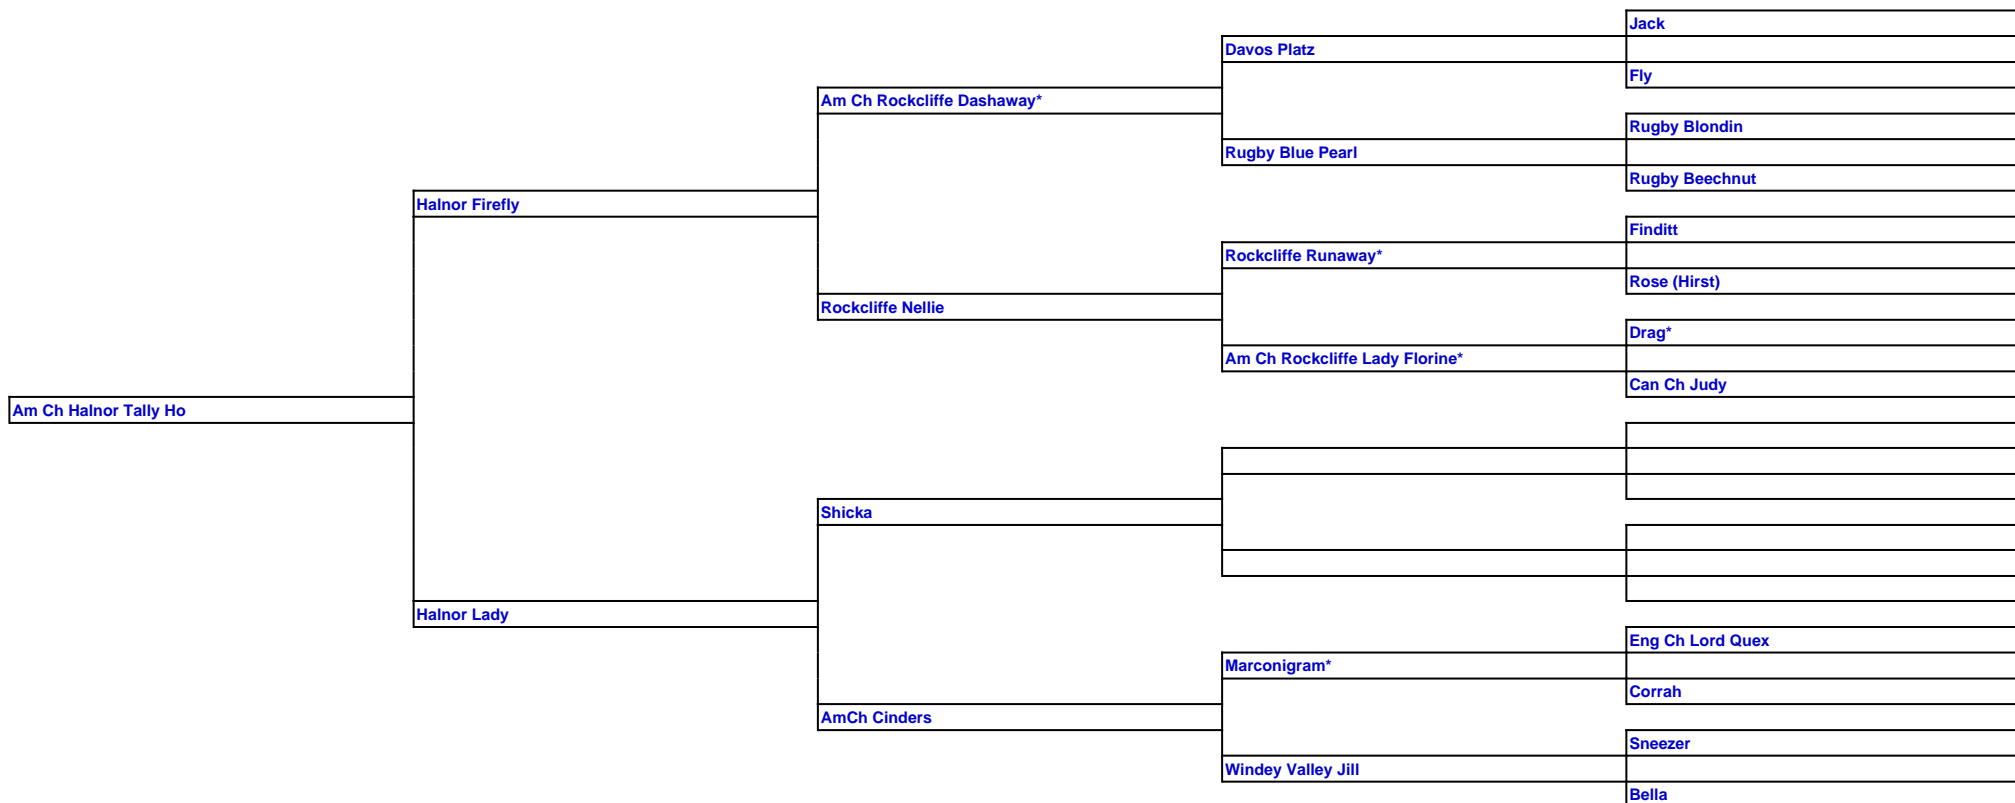 Jack
Davos Platz
Fly
Am Ch Rockcliffe Dashaway*
Rugby Blondin
Rugby Blue Pearl
Rugby Beechnut
Halnor Firefly
Finditt
Rockcliffe Runaway*
Rose (Hirst)
Rockcliffe Nellie
Drag*
Am Ch Rockcliffe Lady Florine*
Can Ch Judy
Am Ch Halnor Tally Ho
Shicka
Halnor Lady
Eng Ch Lord Quex
Marconigram*
Corrah
AmCh Cinders
Sneezer
Windey Valley Jill
Bella